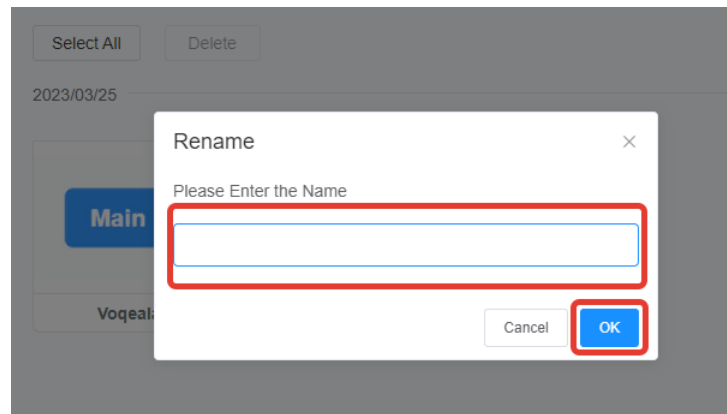 Select All
Delete
2023/03/25
Rename
Please Enter the Name
Main
Cancel
OK